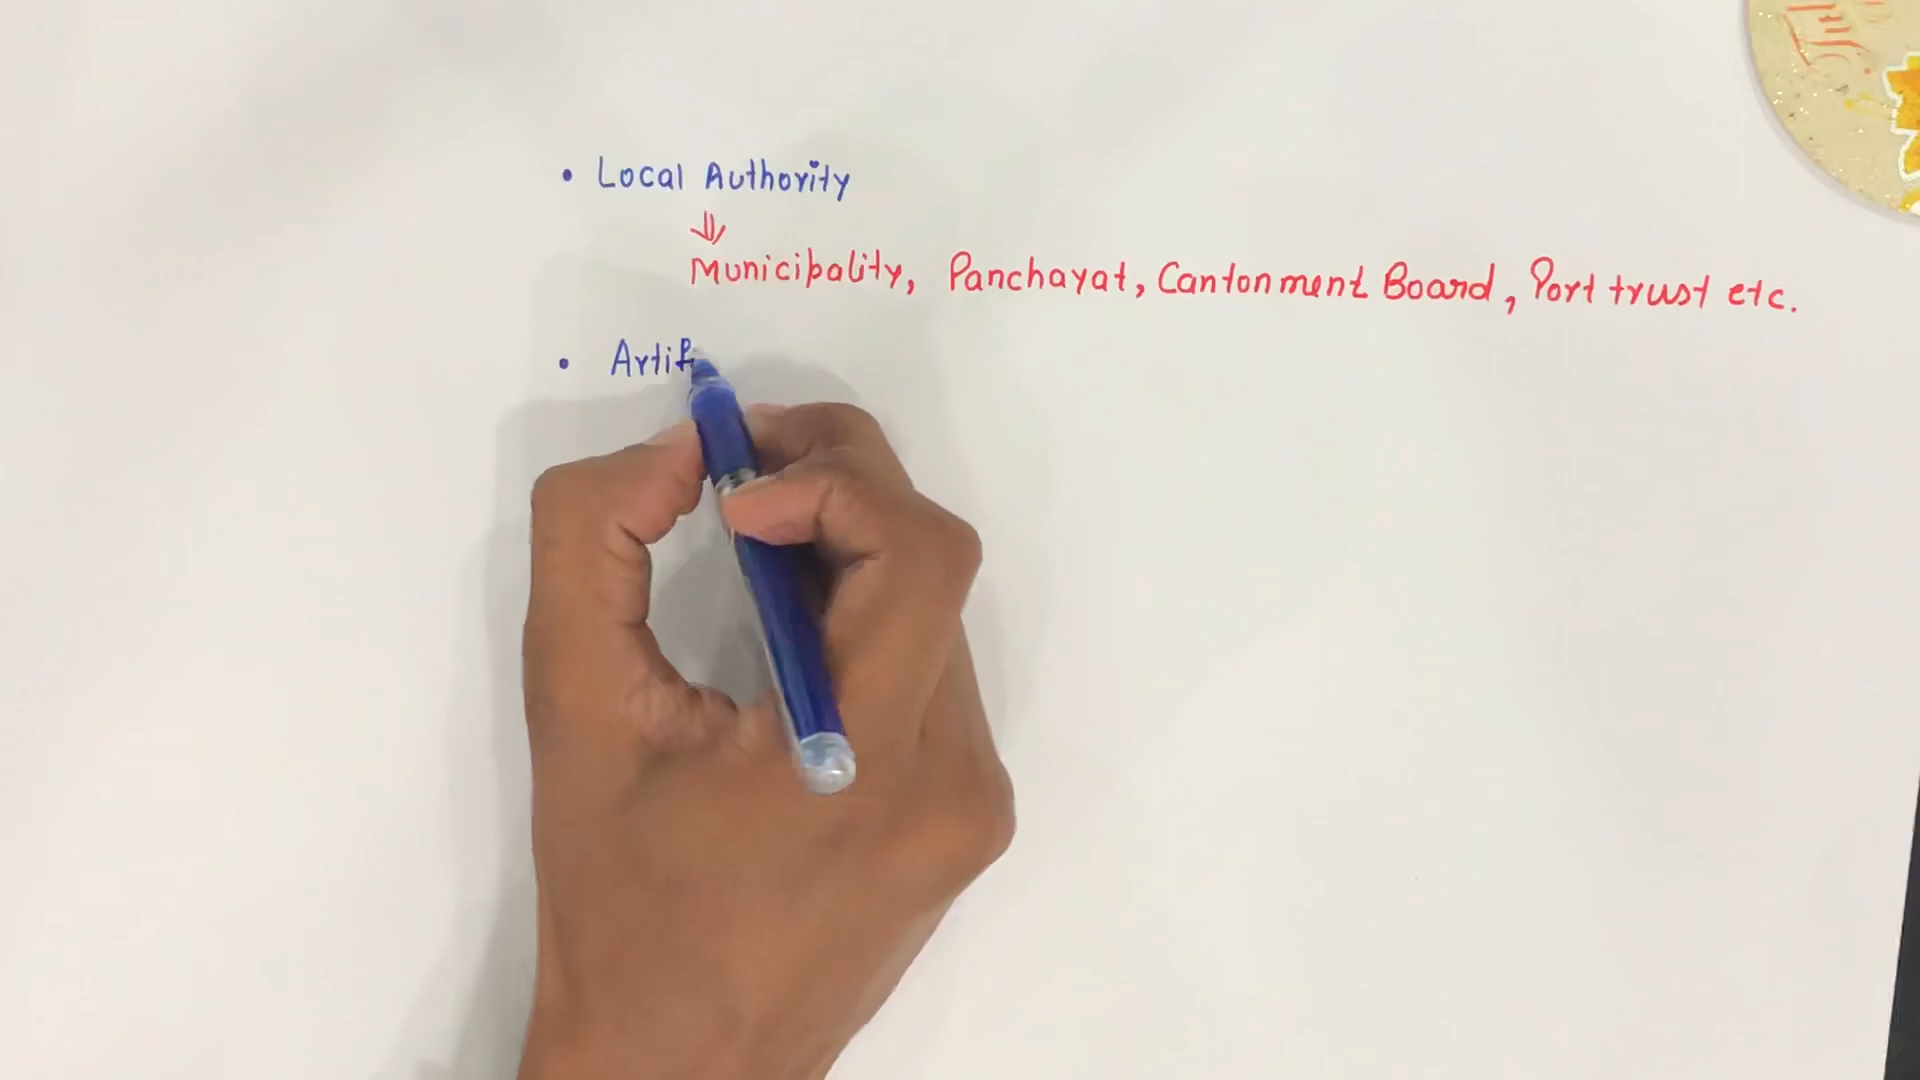 • Local Authority
⇓
Municipality, Panchayat, Cantonment Board, Port trust etc.
• Artif